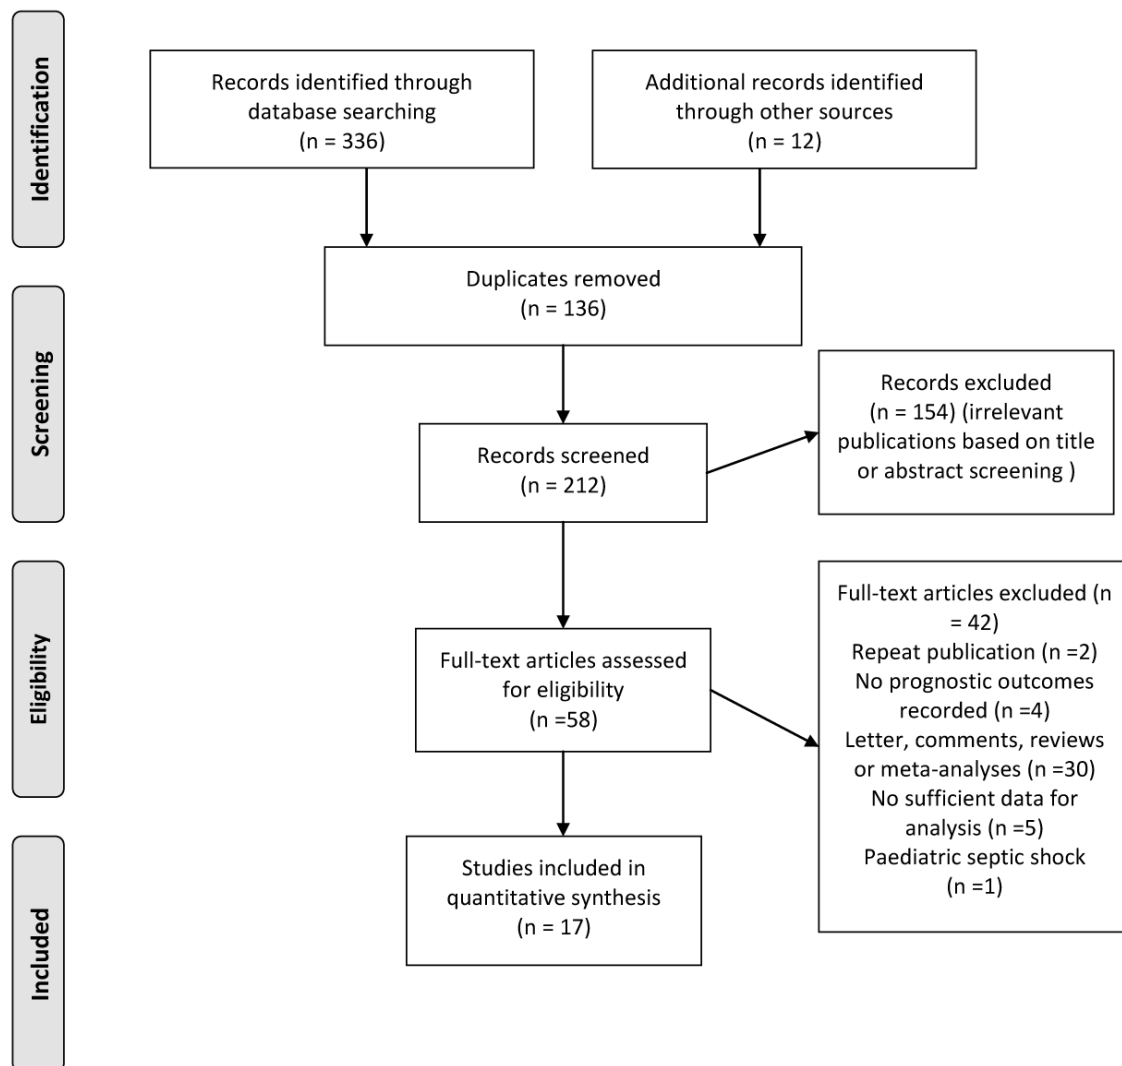 Identification
Records identified through
database searching
(n = 336)
Additional records identified
through other sources
(n = 12)
Duplicates removed
(n = 136)
Screening
Records screened
(n = 212)
Records excluded
(n = 154) (irrelevant
publications based on title
or abstract screening )
Eligibility
Full-text articles assessed
for eligibility
(n =58)
Full-text articles excluded (n
= 42)
Repeat publication (n =2)
No prognostic outcomes
recorded (n =4)
Letter, comments, reviews
or meta-analyses (n =30)
No sufficient data for
analysis (n =5)
Paediatric septic shock
(n =1)
Included
Studies included in
quantitative synthesis
(n = 17)